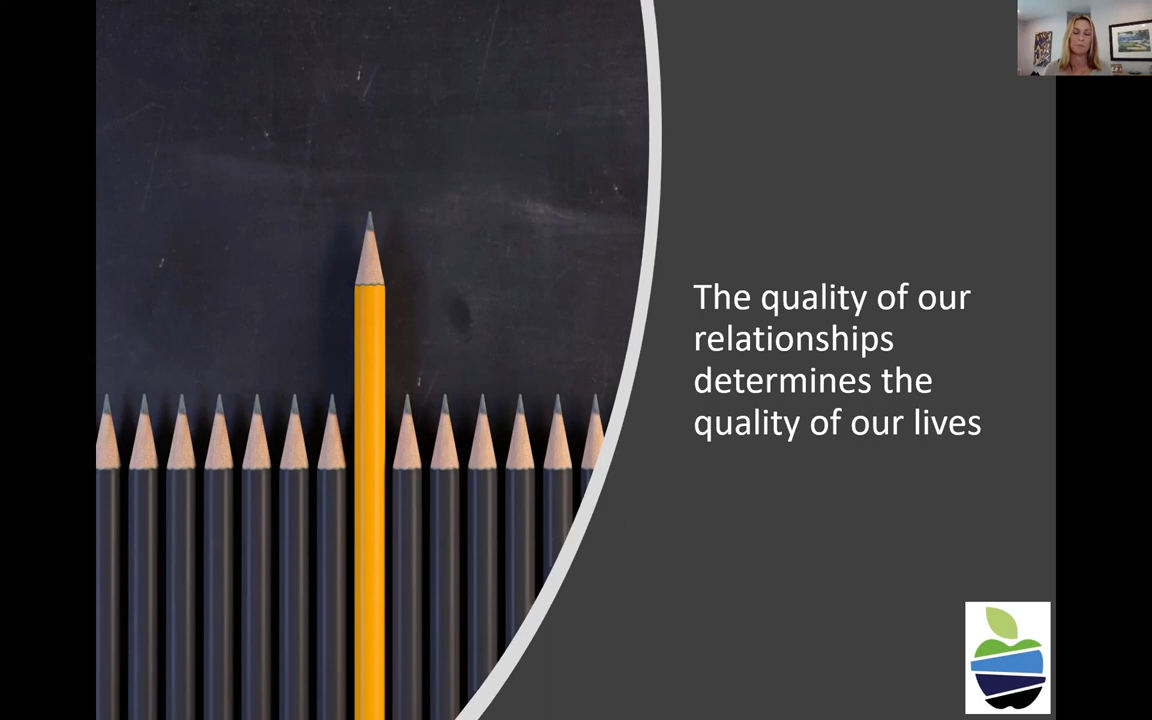 The quality of our
relationships
determines the
quality of our lives